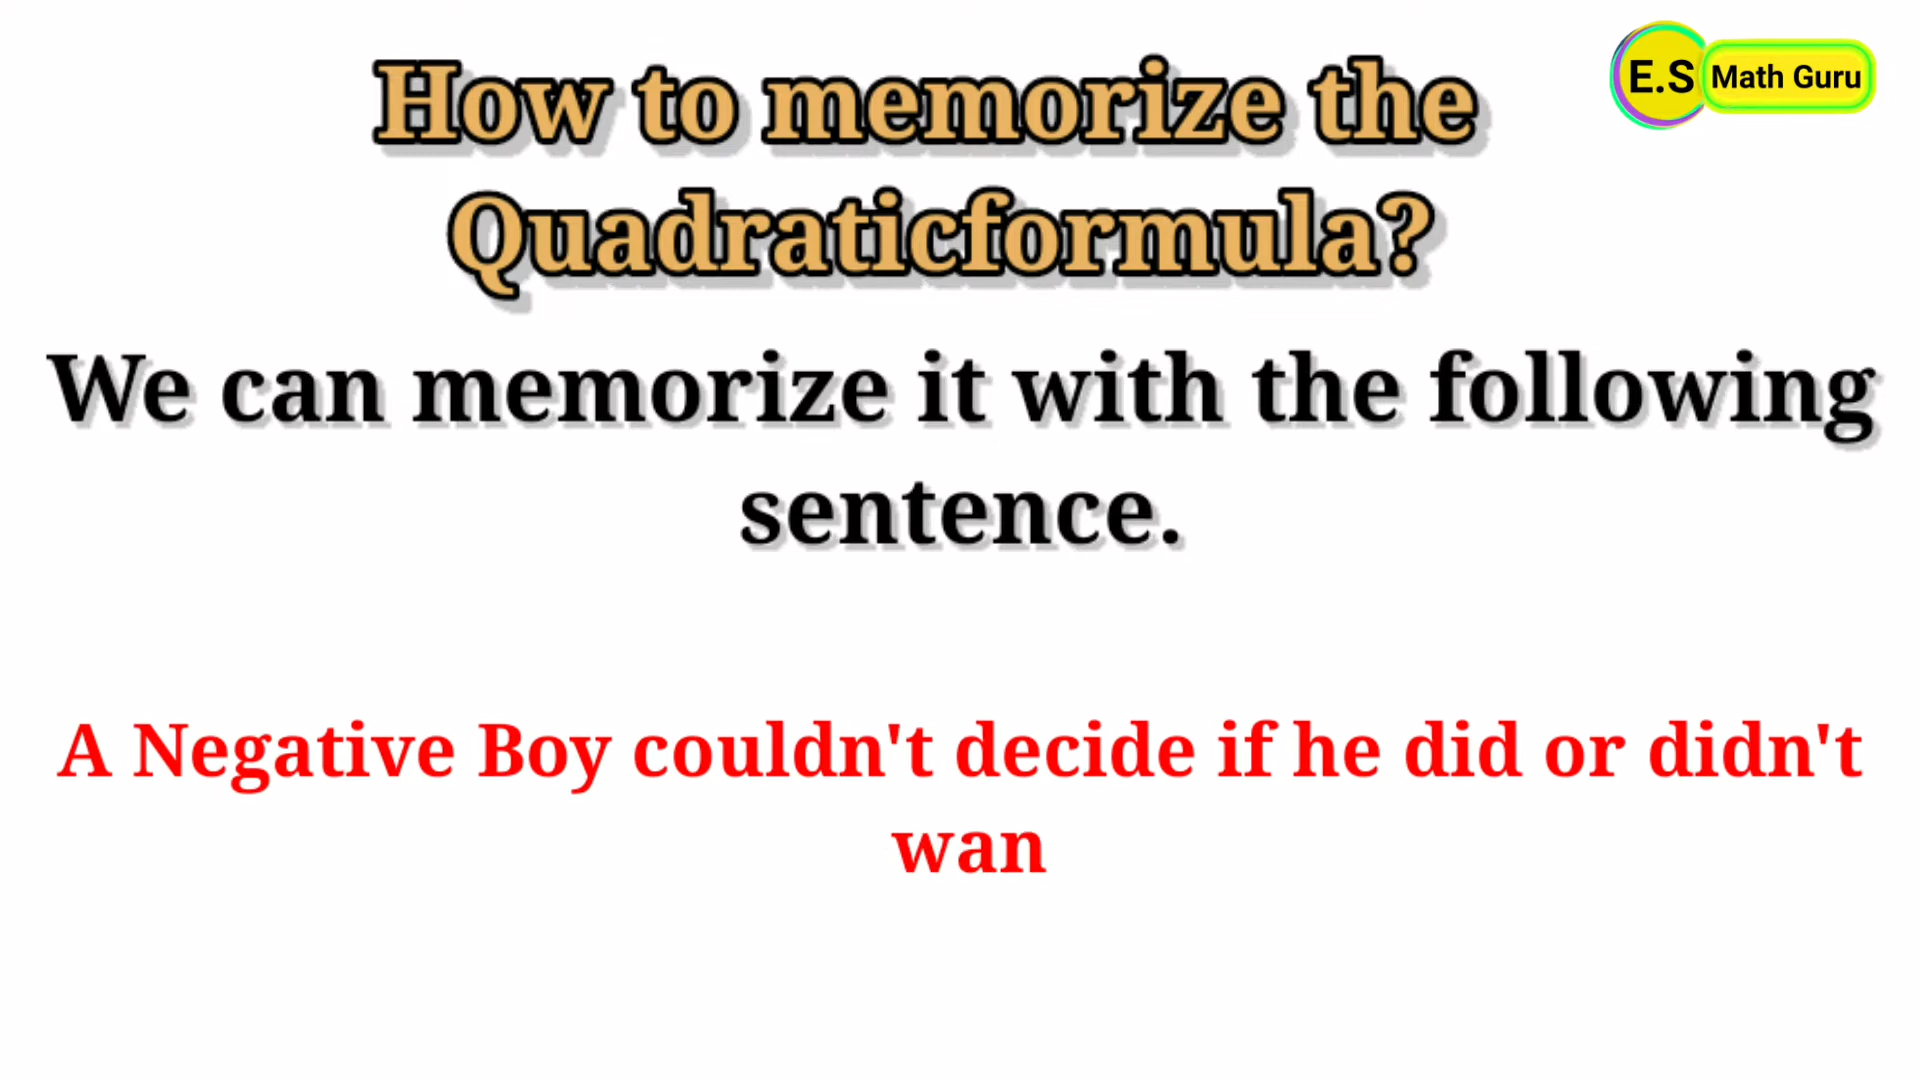 How to memorize the
Quadraticformula?
E.S Math Guru
We can memorize it with the following
sentence.
A Negative Boy couldn't decide if he did or didn't
wan